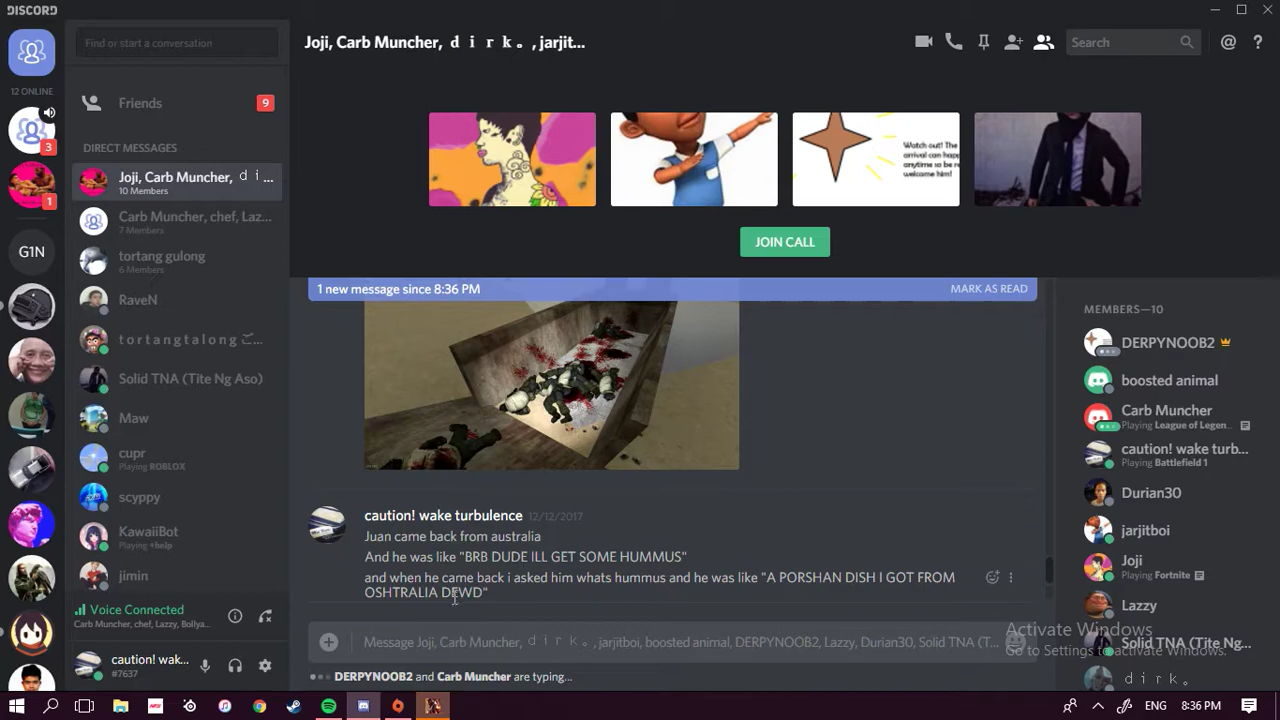 DISCORD
Find or start a conversation
Joji, Carb Muncher, ｄｉｒｋ。, jarjit...
Search
12 ONLINE
3
1
G1N
Friends
9
DIRECT MESSAGES
Joji, Carb Muncher, ｄｉ...
10 Members
Carb Muncher, chef, Laz...
7 Members
tortang gulong
6 Members
RaveN
ｔｏｒｔａｎｇｔａｌｏｎｇ ご...
Solid TNA (Tite Ng Aso)
Maw
cupr
Playing ROBLOX
scyppy
KawaiiBot
Playing +help
jimin
Voice Connected
Carb Muncher, chef, Lazzy, Bollya...
caution! wak...
#7637
Watch out! The
arrival can happ
anytime so be re
welcome him!
JOIN CALL
1 new message since 8:36 PM
MARK AS READ
caution! wake turbulence 12/12/2017
Juan came back from australia
And he was like "BRB DUDE ILL GET SOME HUMMUS"
and when he came back i asked him whats hummus and he was like "A PORSHAN DISH I GOT FROM
OSHTRALIA DEWD"
Message Joji, Carb Muncher, ｄｉｒｋ。, jarjitboi, boosted animal, DERPYNOOB2, Lazzy, Durian30, Solid TNA (T...
DERPYNOOB2 and Carb Muncher are typing...
MEMBERS—10
DERPYNOOB2
boosted animal
Carb Muncher
Playing League of Legen...
caution! wake turb...
Playing Battlefield 1
Durian30
jarjitboi
Joji
Playing Fortnite
Lazzy
Solid TNA (Tite Ng...
ｄｉｒｋ。
Activate Windows
Go to Settings to activate Windows.
8:36 PM